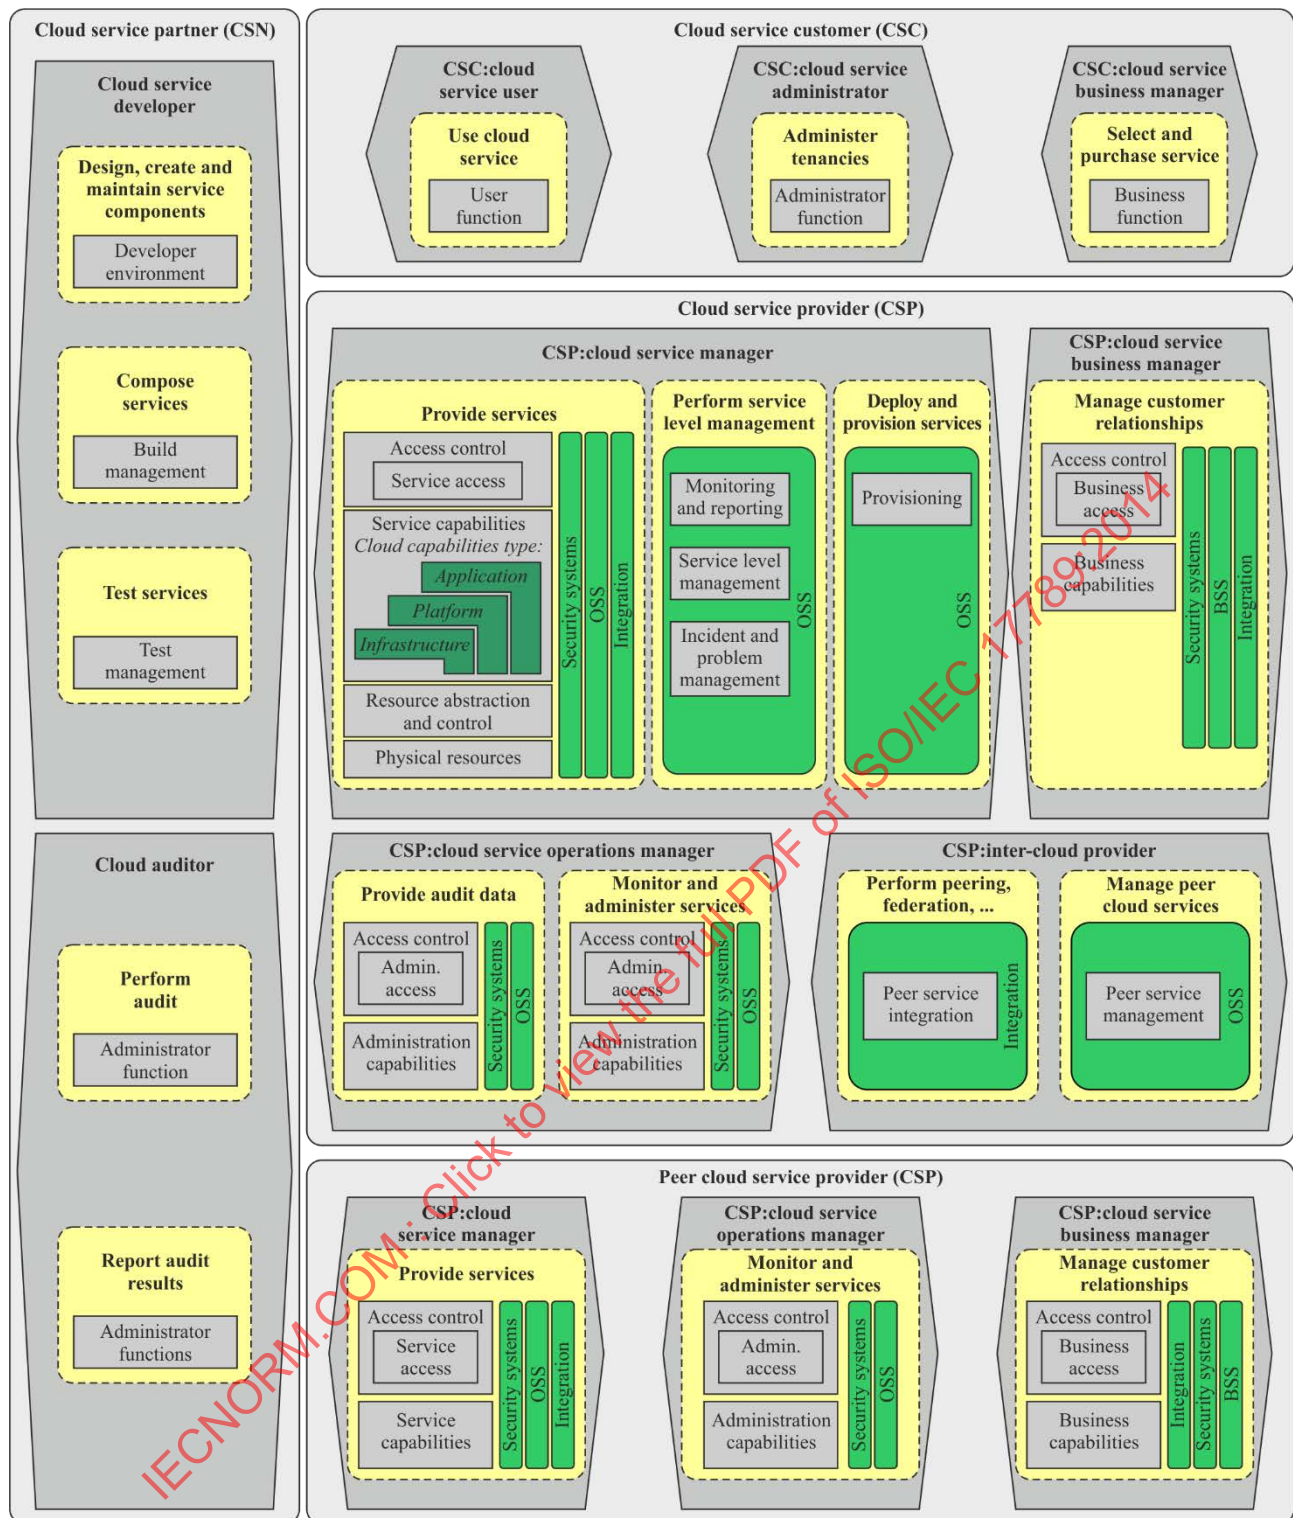 Cloud service partner (CSN)
Cloud service
developer
Design, create and
maintain service
components
Developer
environment
Compose
services
Build
management
Test services
Test
management
Cloud auditor
Perform
audit
Administrator
function
Report audit
results
Administrator
functions
Cloud service customer (CSC)
CSC:cloud
service user
Use cloud
service
User
function
CSC:cloud service
administrator
Administer
tenancies
Administrator
function
CSC:cloud service
business manager
Select and
purchase service
Business
function
Cloud service provider (CSP)
CSP:cloud service manager
Provide services
Access control
Service access
Service capabilities
Cloud capabilities type:
Application
Platform
Infrastructure
Resource abstraction
and control
Physical resources
Security systems
OSS
Integration
Perform service
level management
Monitoring
and reporting
Service level
management
Incident and
problem
management
OSS
Deploy and
provision services
Provisioning
OSS
CSP:cloud service
business manager
Manage customer
relationships
Access control
Business
access
Business
capabilities
Security systems
BSS
Integration
CSP:cloud service operations manager
Provide audit data
Access control
Admin.
access
Administration
capabilities
Security systems
OSS
Monitor and
administer services
Access control
Admin.
access
Administration
capabilities
Security systems
OSS
CSP:inter-cloud provider
Perform peering,
federation, ...
Peer service
integration
Integration
Manage peer
cloud services
Peer service
management
OSS
Peer cloud service provider (CSP)
CSP:cloud
service manager
Provide services
Access control
Service
access
Service
capabilities
Security systems
OSS
Integration
CSP:cloud service
operations manager
Monitor and
administer services
Access control
Admin.
access
Administration
capabilities
Security systems
OSS
CSP:cloud service
business manager
Manage customer
relationships
Access control
Business
access
Business
capabilities
Integration
Security systems
BSS
IECNORM.COM : Click to view the full PDF of ISO/IEC 17789:2014